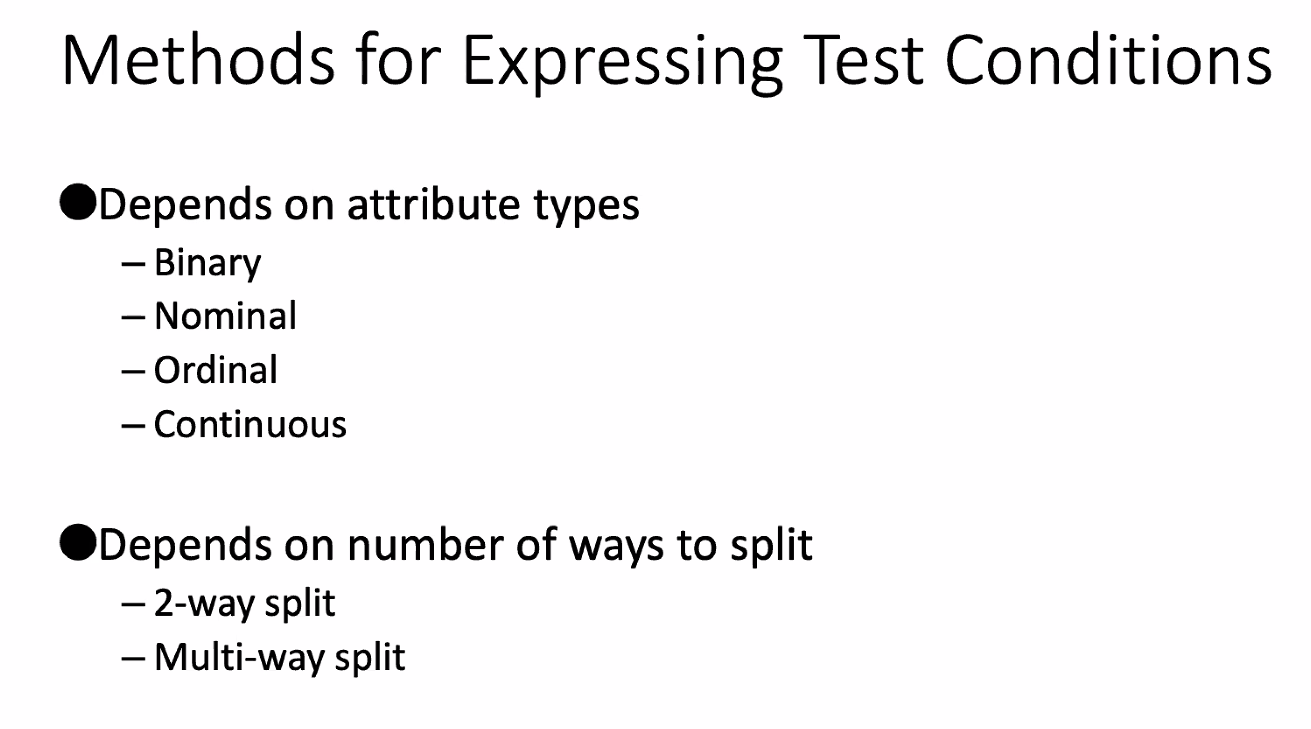 Methods for Expressing Test Conditions
●Depends on attribute types
– Binary
– Nominal
– Ordinal
– Continuous
●Depends on number of ways to split
– 2-way split
– Multi-way split